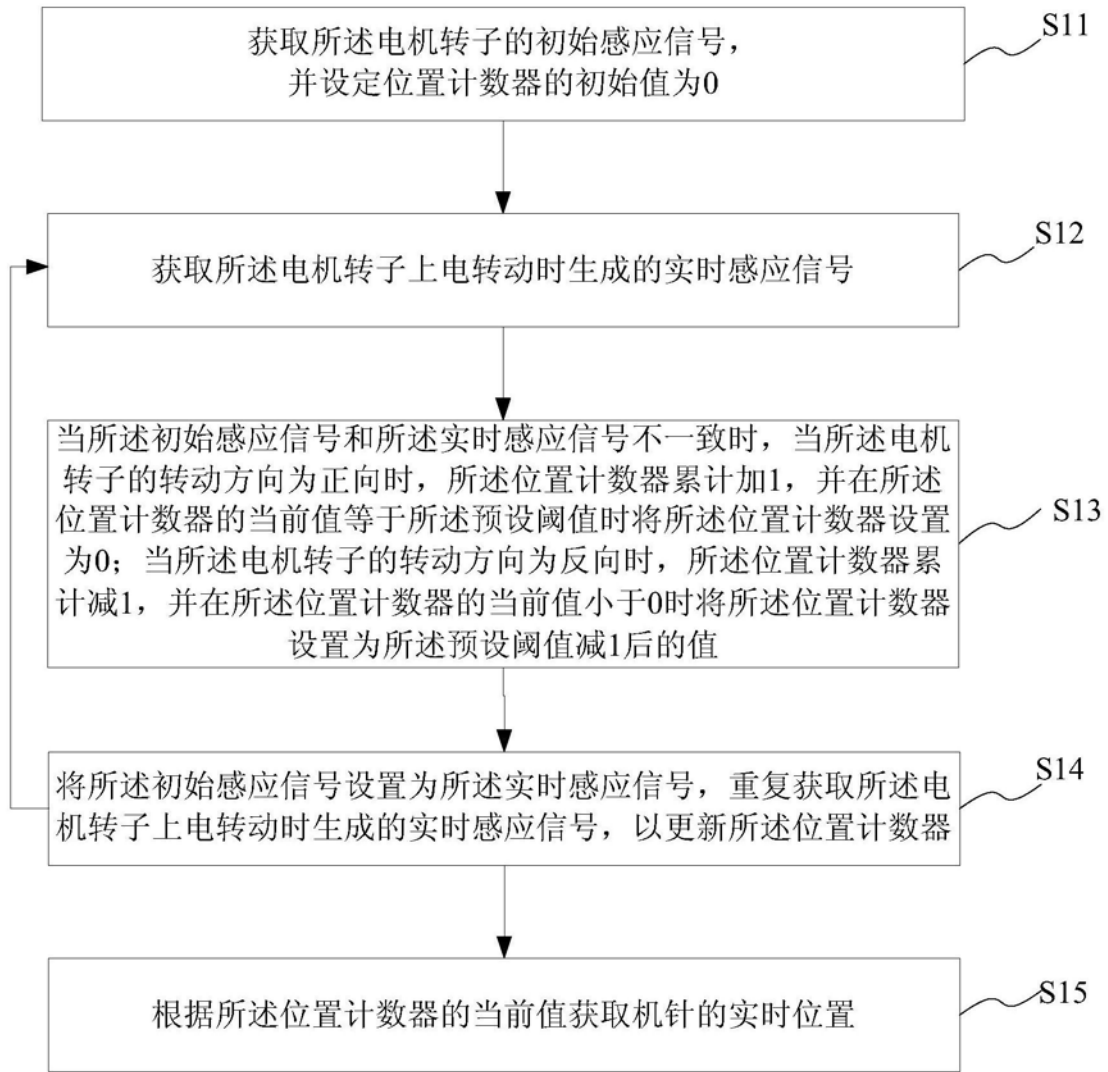 获取所述电机转子的初始感应信号，
并设定位置计数器的初始值为0
S11
获取所述电机转子上电转动时生成的实时感应信号
S12
当所述初始感应信号和所述实时感应信号不一致时，当所述电机
转子的转动方向为正向时，所述位置计数器累计加1，并在所述
位置计数器的当前值等于所述预设阈值时将所述位置计数器设置
为0；当所述电机转子的转动方向为反向时，所述位置计数器累
计减1，并在所述位置计数器的当前值小于0时将所述位置计数器
设置为所述预设阈值减1后的值
S13
将所述初始感应信号设置为所述实时感应信号，重复获取所述电
机转子上电转动时生成的实时感应信号，以更新所述位置计数器
S14
根据所述位置计数器的当前值获取机针的实时位置
S15